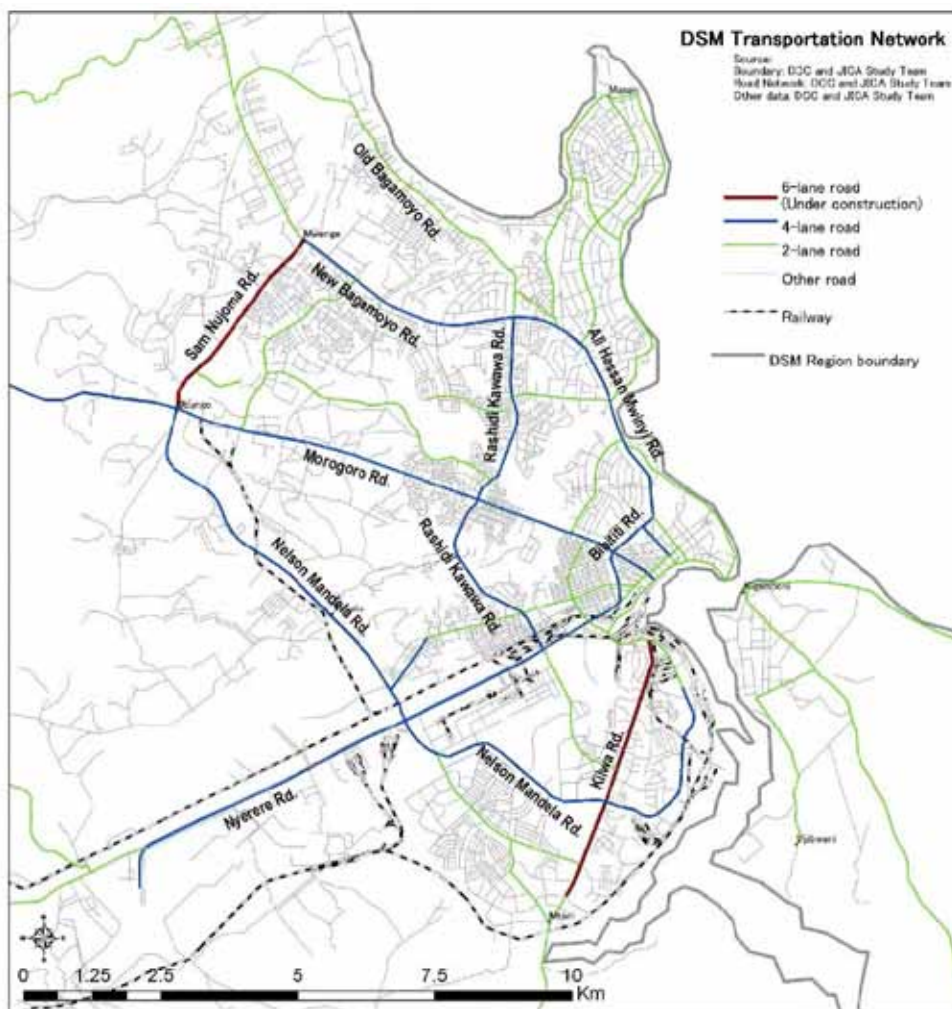 DSM Transportation Network
Source:
Boundary: DCC and JICA Study Team
Road Network: DCC and JICA Study Team
Other data: DCC and JICA Study Team
6-lane road
(Under construction)
4-lane road
2-lane road
Other road
Railway
DSM Region boundary
Old Bagamoyo Rd.
Mwenge
Sam Nujoma Rd.
New Bagamoyo Rd.
Ali Hassan Mwinyi Rd.
Rashidi Kawawa Rd.
Morogoro Rd.
Bibititi Rd.
Rashidi Kawawa Rd.
Nelson Mandela Rd.
Kilwa Rd.
Nelson Mandela Rd.
Nyerere Rd.
0 1.25 2.5 5 7.5 10
Km